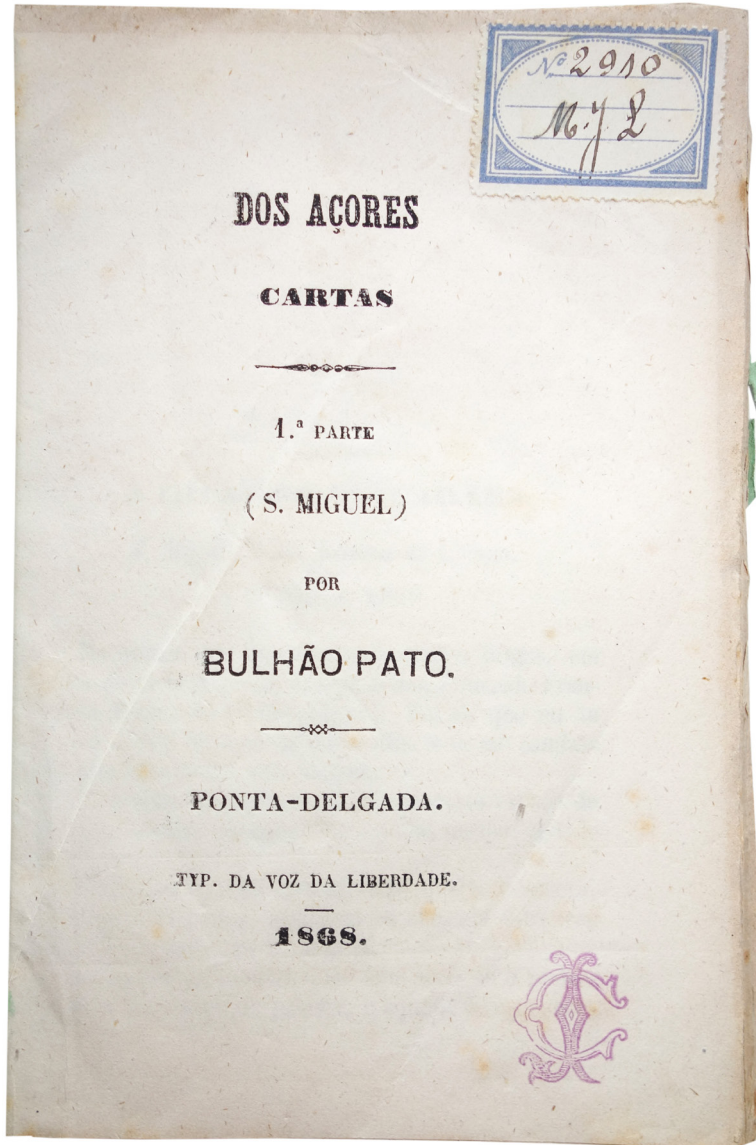 Nº 2910
M. J. L
DOS AÇORES
CARTAS
1.ª PARTE
(S. MIGUEL)
POR
BULHÃO PATO.
PONTA-DELGADA.
TYP. DA VOZ DA LIBERDADE.
1868.